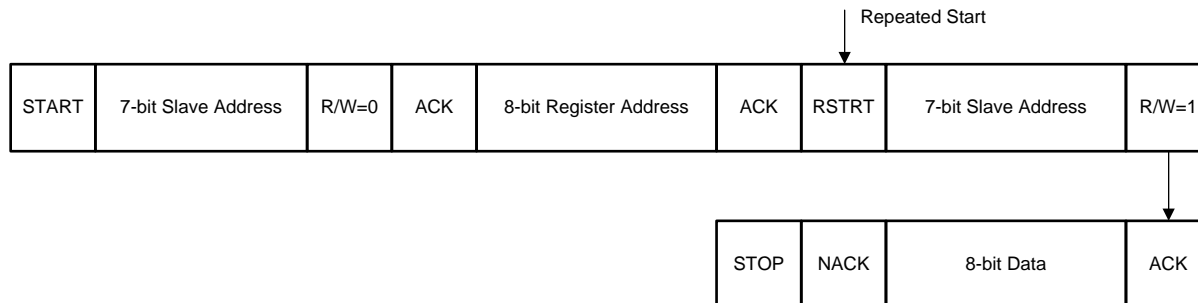 Repeated Start
START 7-bit Slave Address R/W=0 ACK 8-bit Register Address ACK RSTRT 7-bit Slave Address R/W=1
STOP NACK 8-bit Data ACK